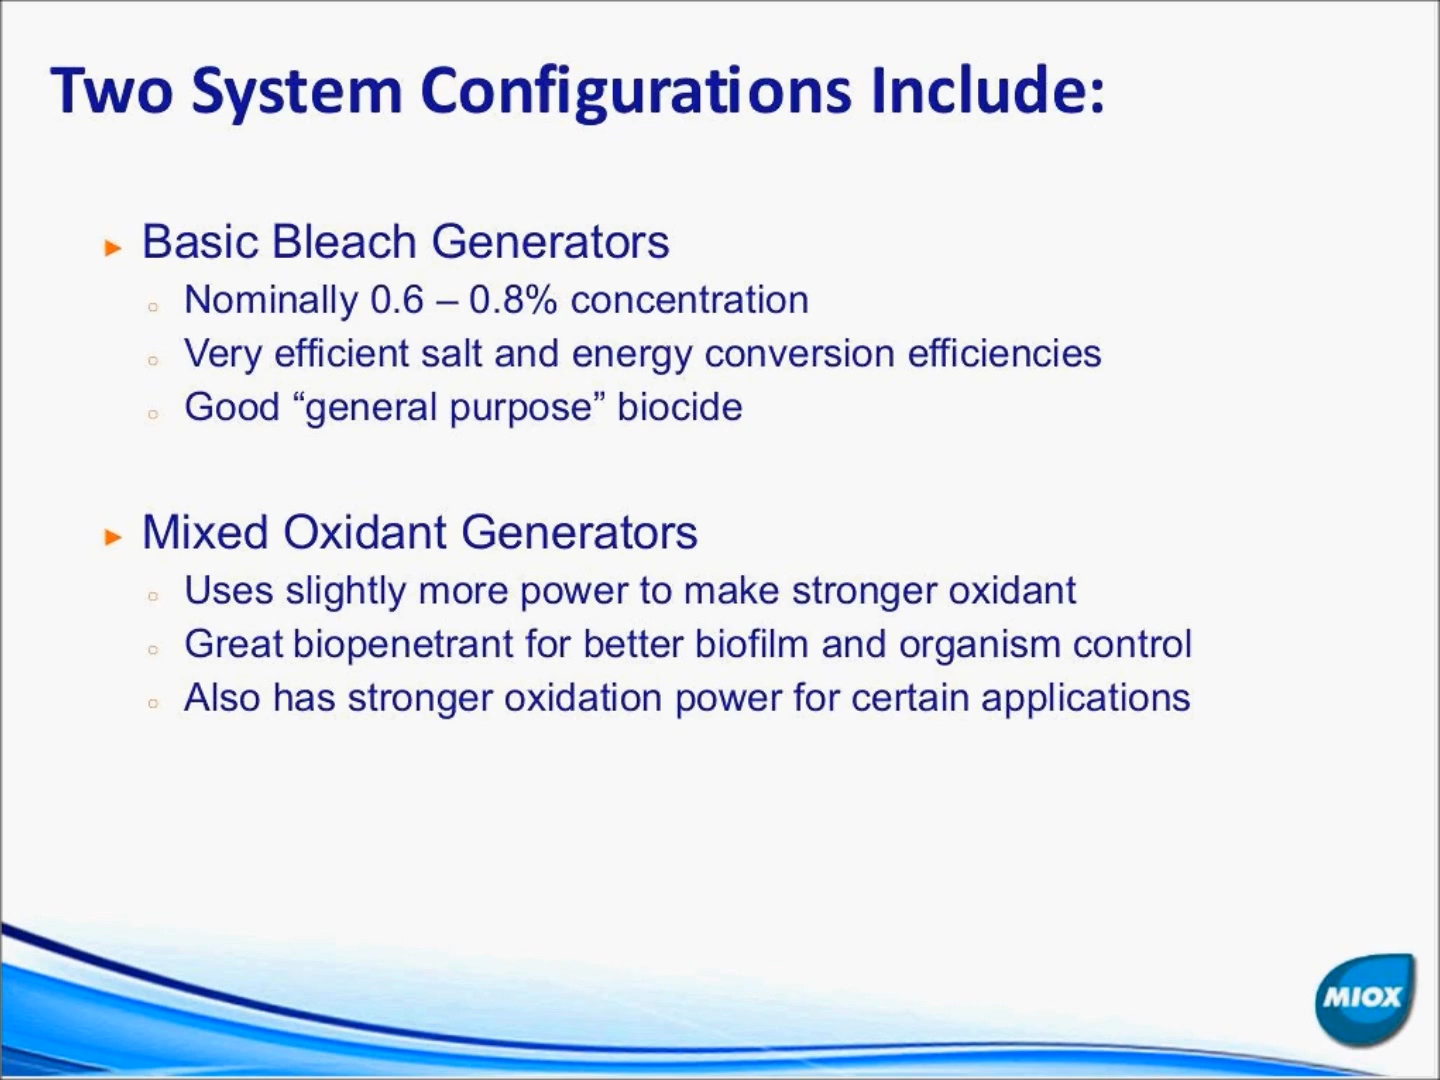 Two System Configurations Include:
Basic Bleach Generators
Nominally 0.6 – 0.8% concentration
Very efficient salt and energy conversion efficiencies
Good “general purpose” biocide
Mixed Oxidant Generators
Uses slightly more power to make stronger oxidant
Great biopenetrant for better biofilm and organism control
Also has stronger oxidation power for certain applications
MIOX